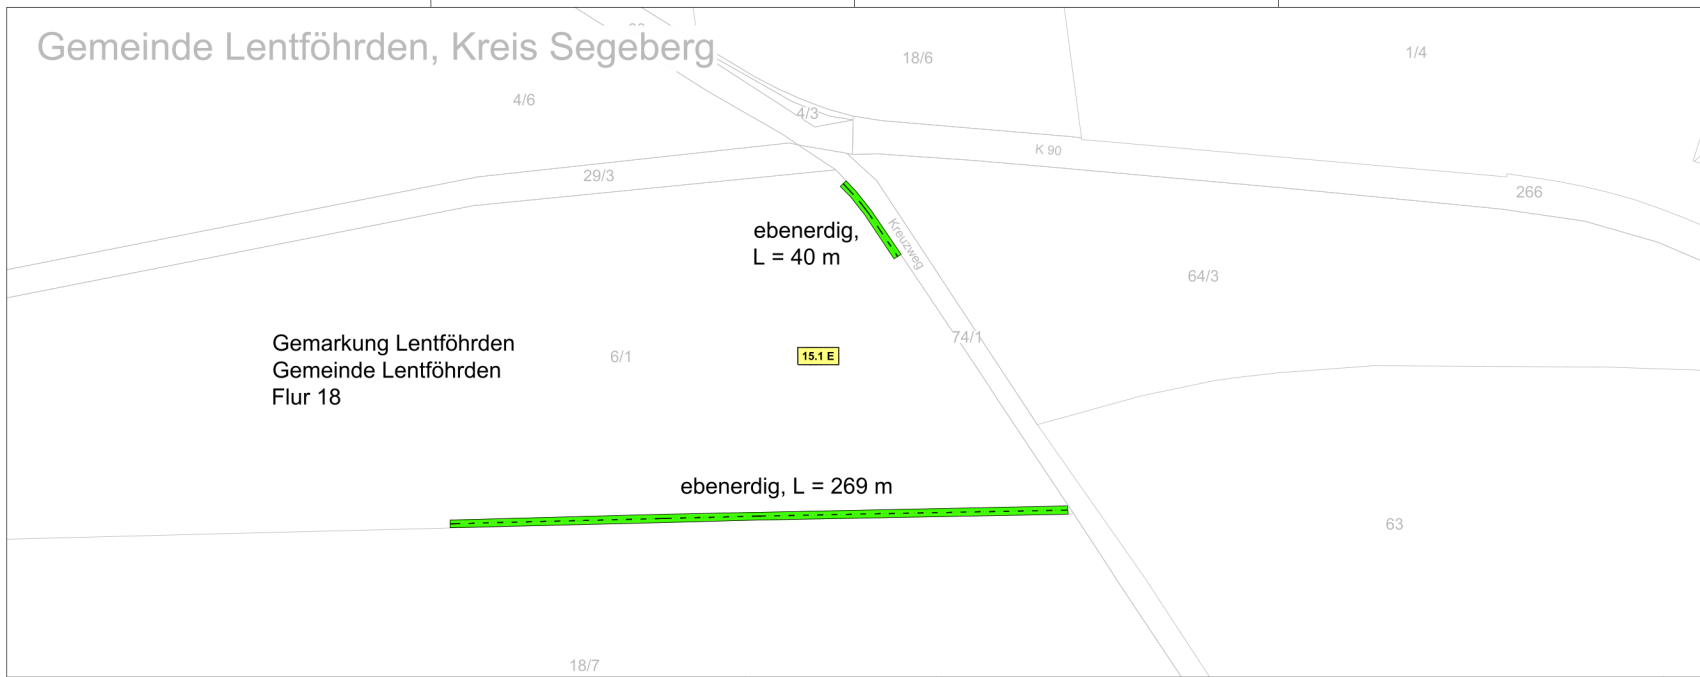 Gemeinde Lentföhrden, Kreis Segeberg
18/6
1/4
4/6
4/3
K 90
29/3
266
ebenerdig,
L = 40 m
Kreuzweg
64/3
74/1
Gemarkung Lentföhrden
Gemeinde Lentföhrden
Flur 18
6/1
15.1 E
ebenerdig, L = 269 m
63
18/7